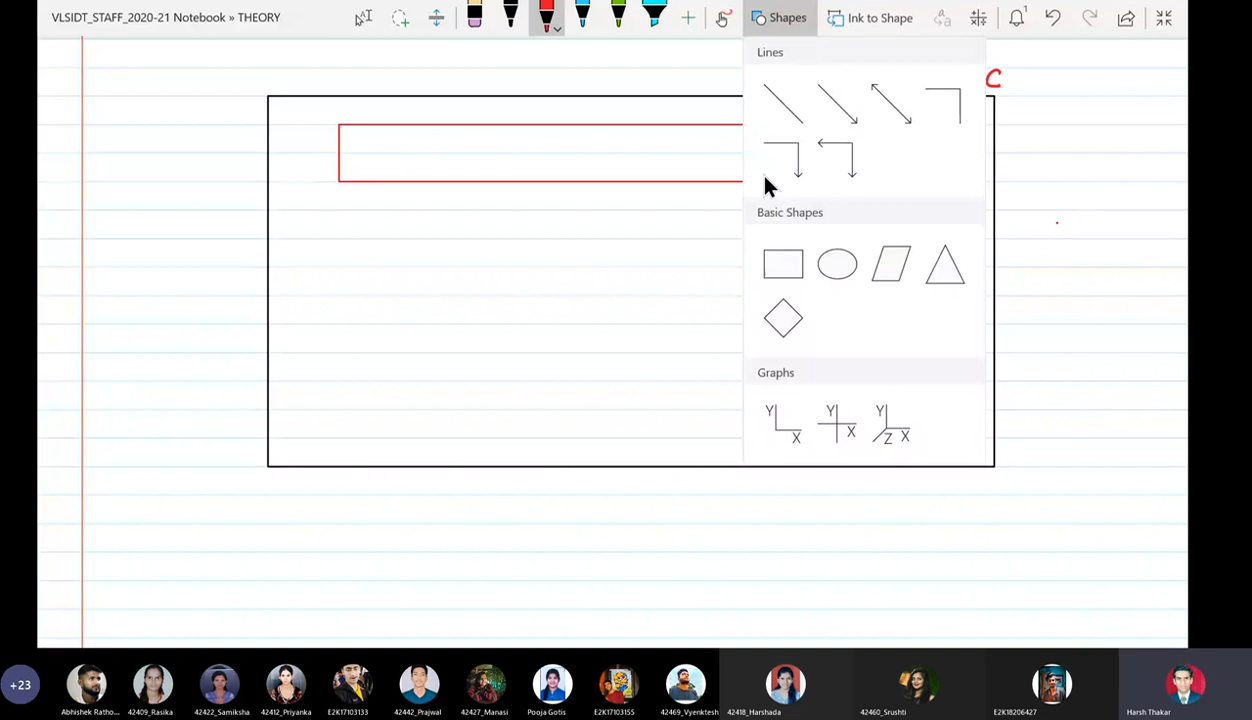 VLSIDT_STAFF_2020-21 Notebook » THEORY
Shapes
Ink to Shape
Lines
C
Basic Shapes
Graphs
Y X
Y X
Y Z X
+23
Abhishek Ratho...
42409_Rasika
42422_Samiksha
42412_Priyanka
E2K17103133
42442_Prajwal
42427_Manasi
Pooja Gotis
E2K17103155
42469_Vyenktesh
42418_Harshada
42460_Srushti
E2K18206427
Harsh Thakar